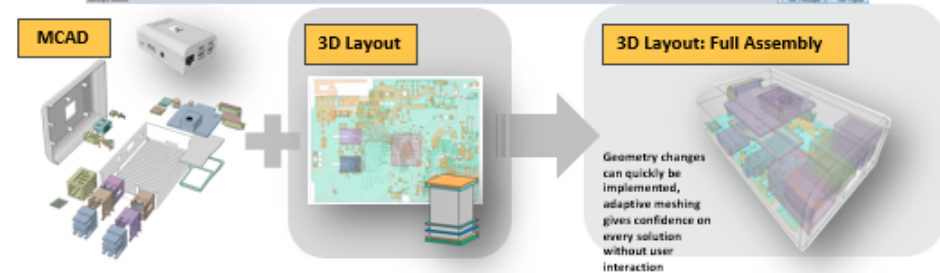 MCAD
3D Layout
3D Layout: Full Assembly
Geometry changes
can quickly be
implemented,
adaptive meshing
gives confidence on
every solution
without user
interaction